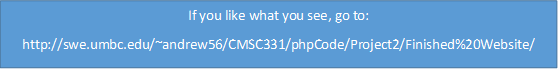 If you like what you see, go to:
http://swe.umbc.edu/~andrew56/CMSC331/phpCode/Project2/Finished%20Website/